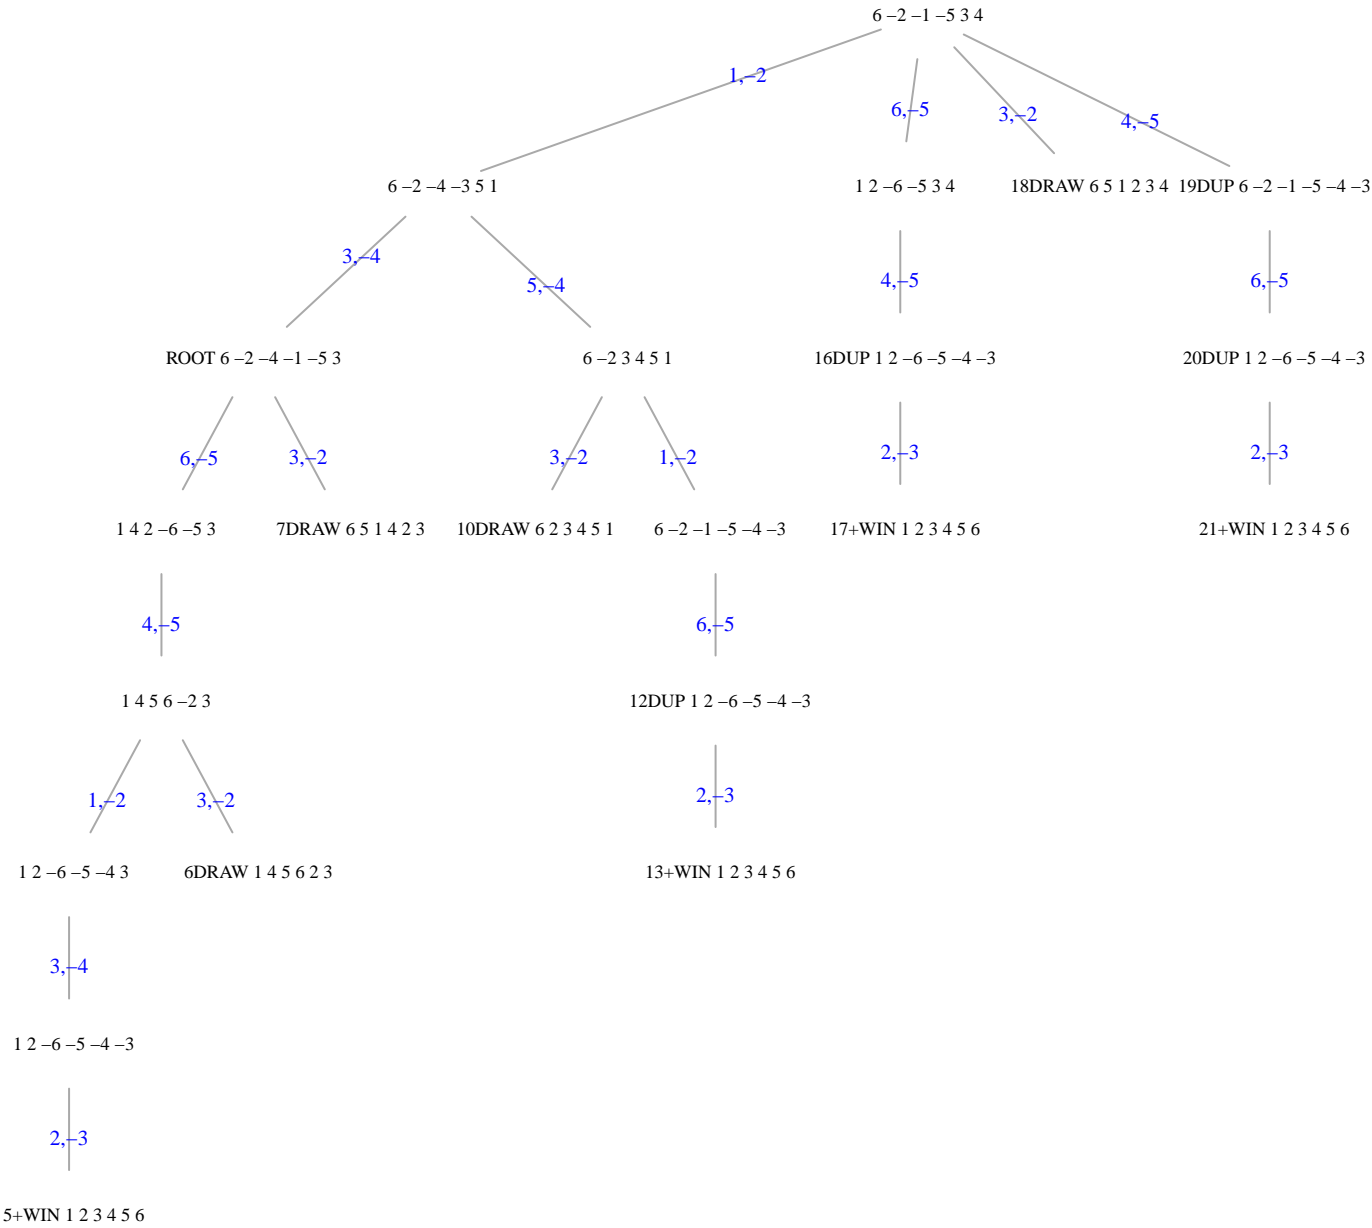 6 –2 –1 –5 3 4
1,–2
6,–5
3,–2
4,–5
6 –2 –4 –3 5 1
1 2 –6 –5 3 4
18DRAW 6 5 1 2 3 4
19DUP 6 –2 –1 –5 –4 –3
3,–4
5,–4
4,–5
6,–5
ROOT 6 –2 –4 –1 –5 3
6 –2 3 4 5 1
16DUP 1 2 –6 –5 –4 –3
20DUP 1 2 –6 –5 –4 –3
6,–5
3,–2
3,–2
1,–2
2,–3
2,–3
1 4 2 –6 –5 3
7DRAW 6 5 1 4 2 3
10DRAW 6 2 3 4 5 1
6 –2 –1 –5 –4 –3
17+WIN 1 2 3 4 5 6
21+WIN 1 2 3 4 5 6
4,–5
6,–5
1 4 5 6 –2 3
12DUP 1 2 –6 –5 –4 –3
1,–2
3,–2
2,–3
1 2 –6 –5 –4 3
6DRAW 1 4 5 6 2 3
13+WIN 1 2 3 4 5 6
3,–4
1 2 –6 –5 –4 –3
2,–3
5+WIN 1 2 3 4 5 6